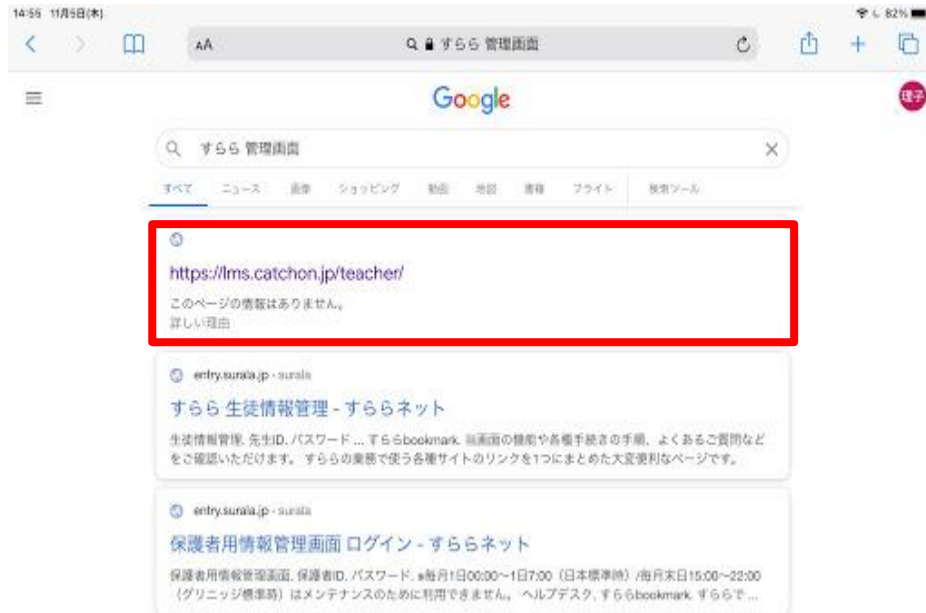 14:56 11月5日(木)
82%
AA
すらら 管理画面
Google
理子
すらら 管理画面
すべて ニュース 画像 ショッピング 動画 地図 書籍 フライト 検索ツール
https://lms.catchon.jp/teacher/
このページの情報はありません。
詳しい理由
entry.surala.jp › surala
すらら 生徒情報管理 - すららネット
生徒情報管理. 先生ID. パスワード ... すららbookmark. 当画面の機能や各種手続きの手順、よくあるご質問など
をご確認いただけます。 すららの業務で使う各種サイトのリンクを1つにまとめた大変便利なページです。
entry.surala.jp › surala
保護者用情報管理画面 ログイン - すららネット
保護者用情報管理画面. 保護者ID. パスワード. ※毎月1日00:00～1日7:00（日本標準時）/毎月末日15:00～22:00
（グリニッジ標準時）はメンテナンスのために利用できません。 ヘルプデスク. すららbookmark. すららで ...